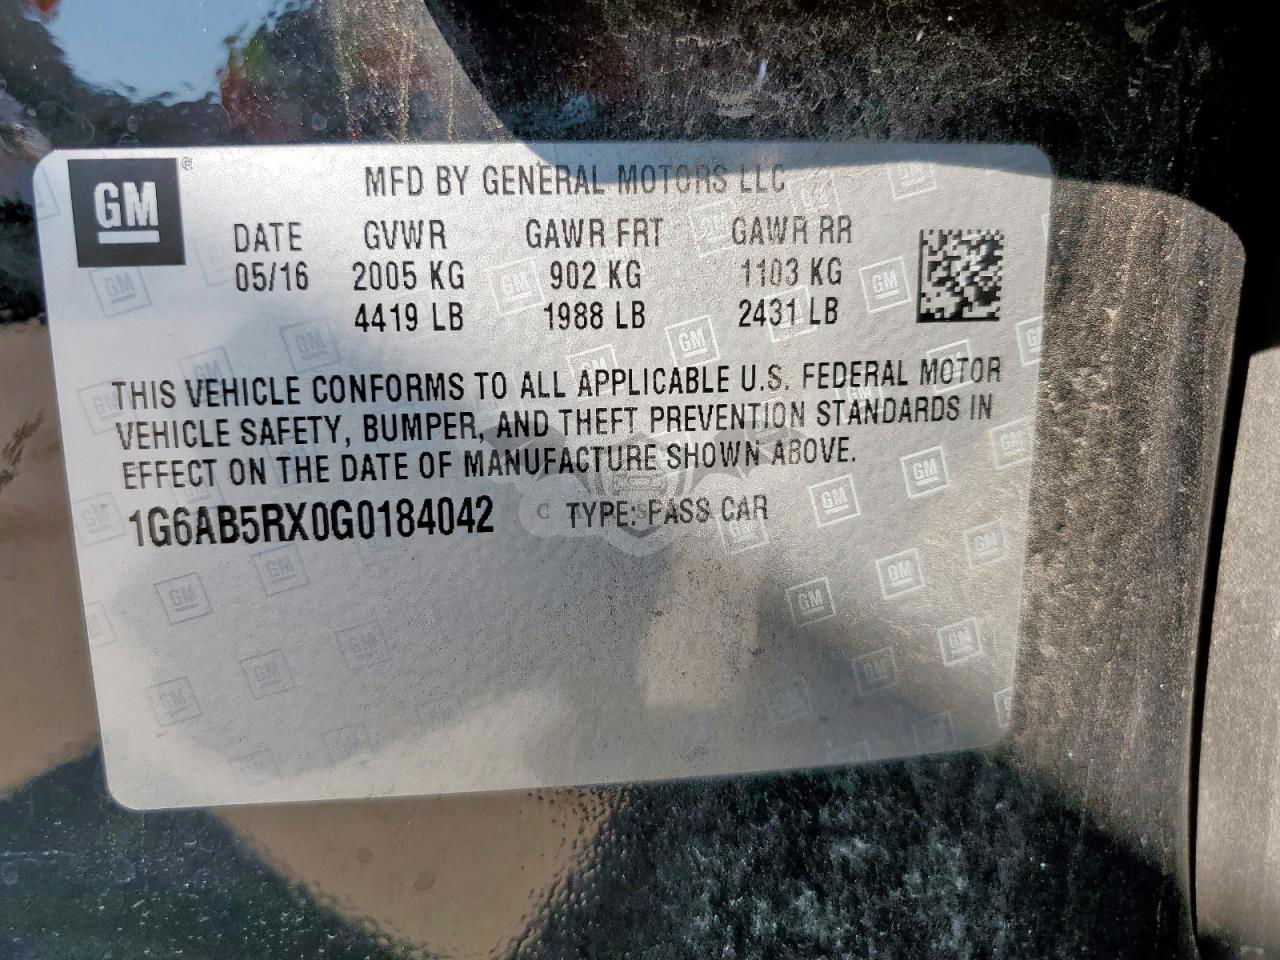 GM ®
MFD BY GENERAL MOTORS LLC
DATE GVWR GAWR FRT GAWR RR
05/16 2005 KG 902 KG 1103 KG
4419 LB 1988 LB 2431 LB
THIS VEHICLE CONFORMS TO ALL APPLICABLE U.S. FEDERAL MOTOR
VEHICLE SAFETY, BUMPER, AND THEFT PREVENTION STANDARDS IN
EFFECT ON THE DATE OF MANUFACTURE SHOWN ABOVE.
1G6AB5RX0G0184042 TYPE: PASS CAR